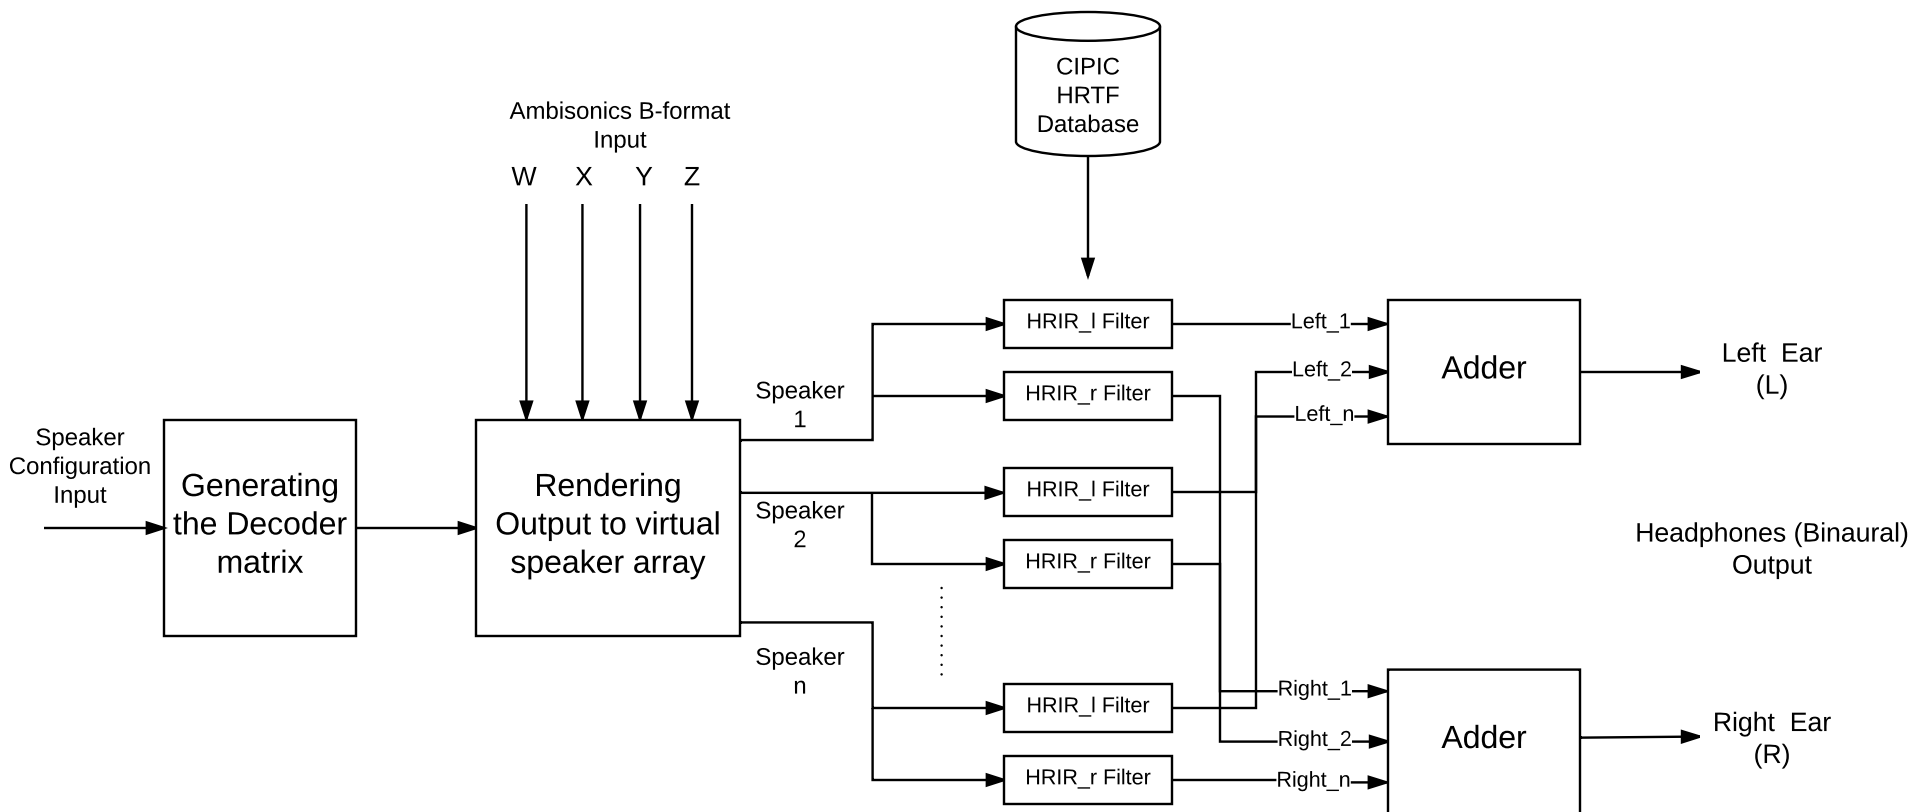 CIPIC
HRTF
Database
Ambisonics B-format
Input
W X Y Z
Speaker
Configuration
Input
Generating
the Decoder
matrix
Rendering
Output to virtual
speaker array
Speaker
1
Speaker
2
Speaker
n
HRIR_l Filter
HRIR_r Filter
HRIR_l Filter
HRIR_r Filter
HRIR_l Filter
HRIR_r Filter
Left_1
Left_2
Left_n
Adder
Left Ear
(L)
Headphones (Binaural)
Output
Right_1
Right_2
Right_n
Adder
Right Ear
(R)